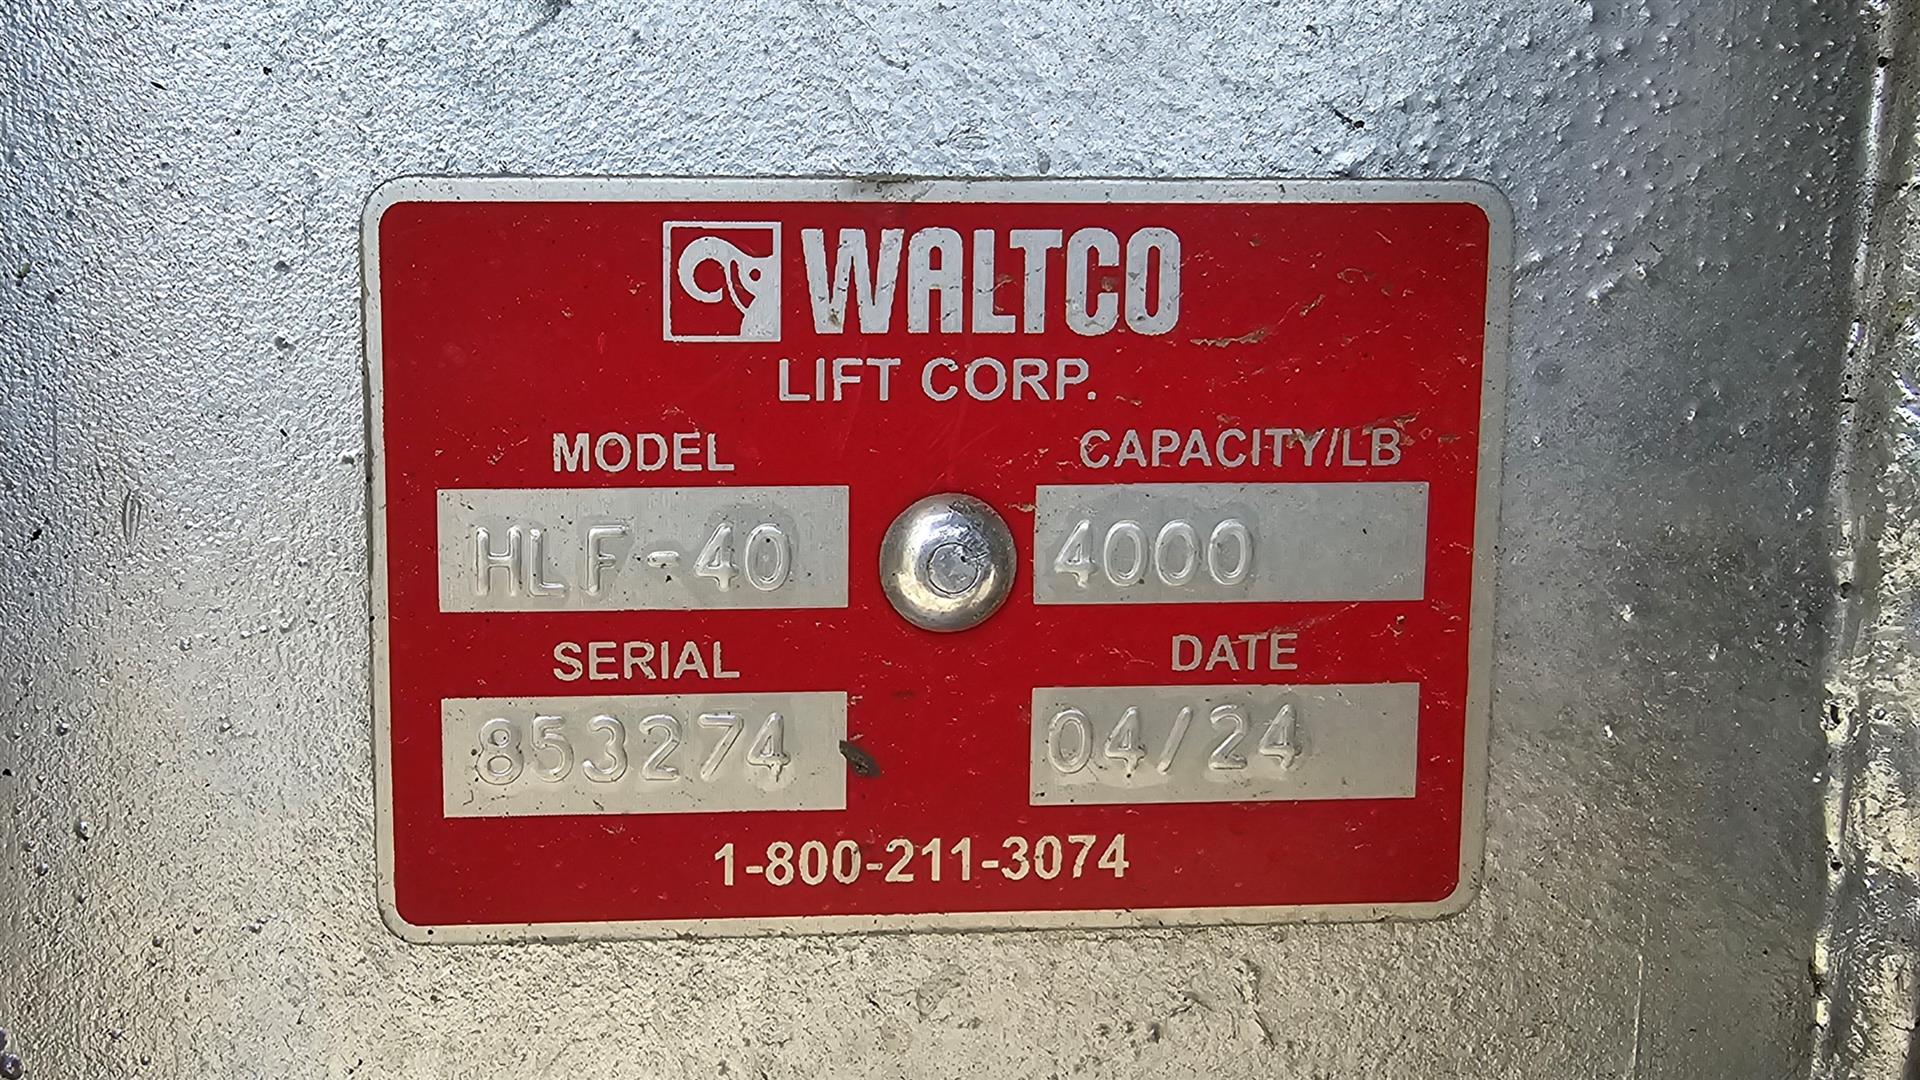 WALTCO
LIFT CORP.
MODEL
HLF-40
CAPACITY/LB
4000
SERIAL
853274
DATE
04/24
1-800-211-3074